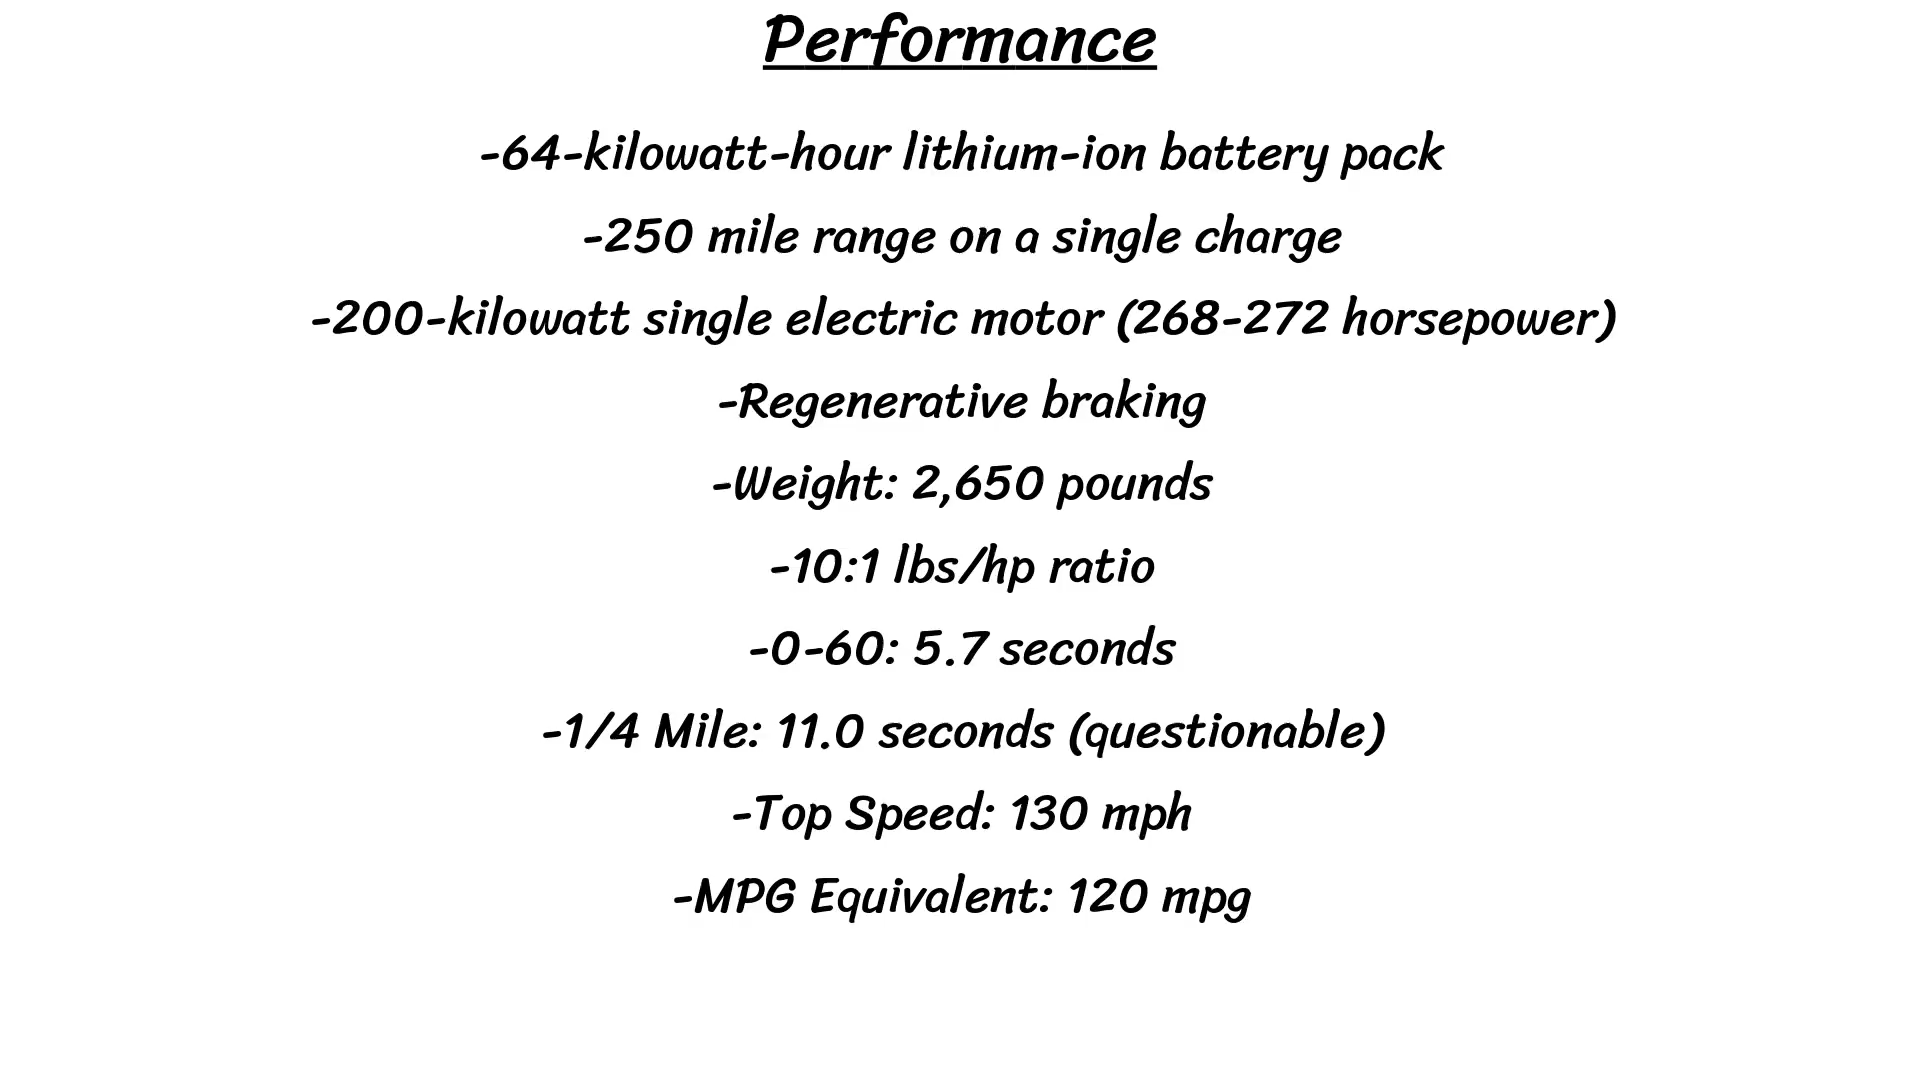 Performance
-64-kilowatt-hour lithium-ion battery pack
-250 mile range on a single charge
-200-kilowatt single electric motor (268-272 horsepower)
-Regenerative braking
-Weight: 2,650 pounds
-10:1 lbs/hp ratio
-0-60: 5.7 seconds
-1/4 Mile: 11.0 seconds (questionable)
-Top Speed: 130 mph
-MPG Equivalent: 120 mpg